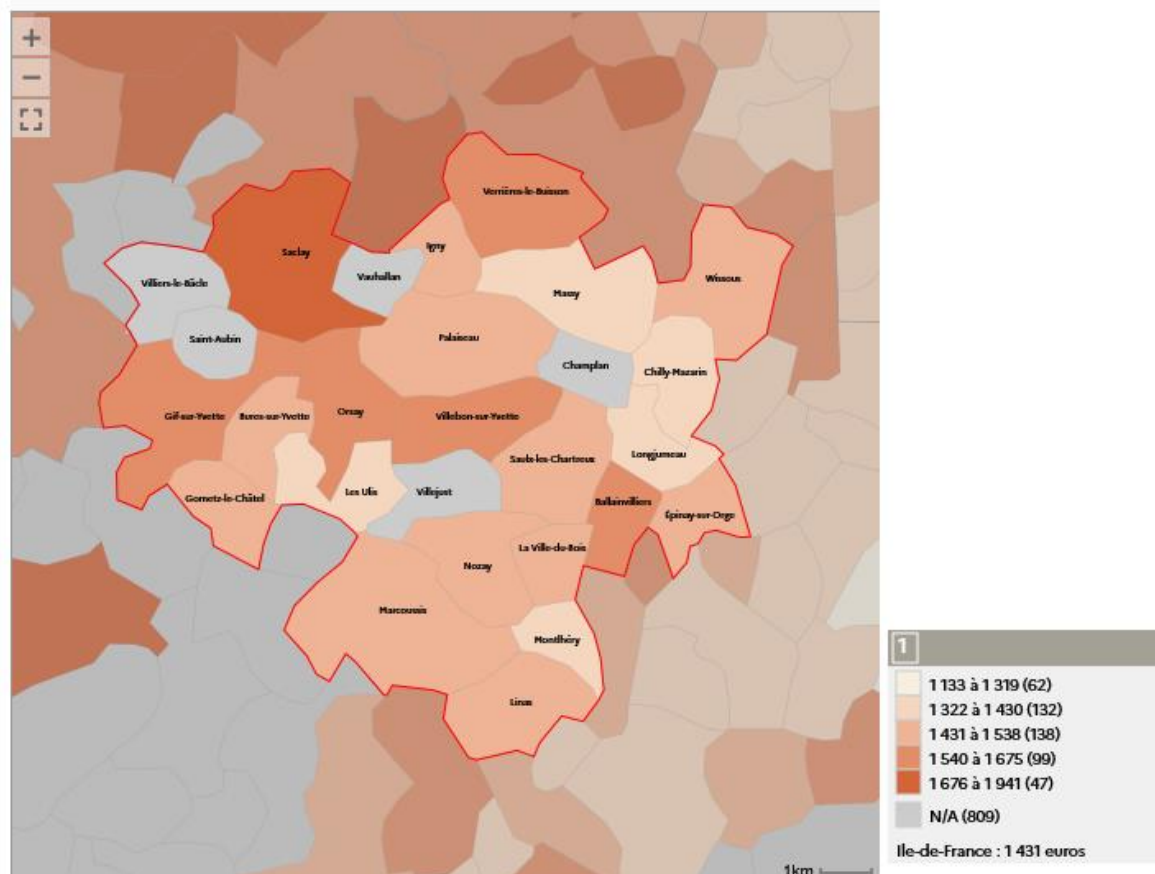 +
−
Verrières-le-Buisson
Igny
Saclay
Vauhallan
Wissous
Villiers-le-Bâcle
Massy
Saint-Aubin
Palaiseau
Champlan
Chilly-Mazarin
Gif-sur-Yvette
Bures-sur-Yvette
Orsay
Villebon-sur-Yvette
Longjumeau
Saulx-les-Chartreux
Gometz-le-Châtel
Les Ulis
Villejust
Ballainvilliers
Épinay-sur-Orge
La Ville-du-Bois
Nozay
Marcoussis
Montlhéry
Linas
1km
1
1 133 à 1 319 (62)
1 322 à 1 430 (132)
1 431 à 1 538 (138)
1 540 à 1 675 (99)
1 676 à 1 941 (47)
N/A (809)
Ile-de-France : 1 431 euros